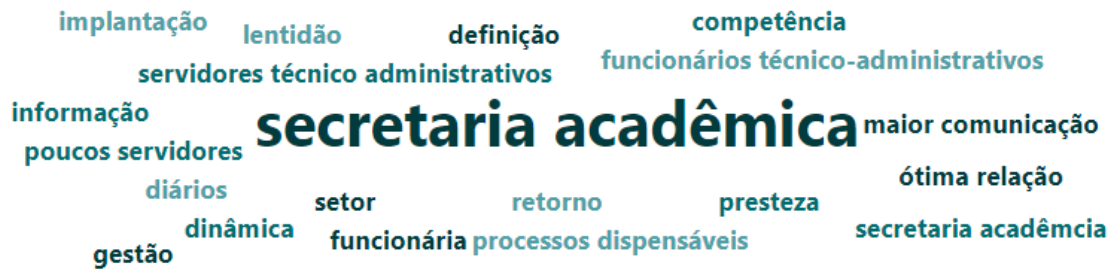 implantação
lentidão
definição
competência
servidores técnico administrativos
funcionários técnico-administrativos
informação
secretaria acadêmica
maior comunicação
poucos servidores
ótima relação
diários
setor
retorno
presteza
dinâmica
funcionária
processos dispensáveis
secretaria acadêmcia
gestão